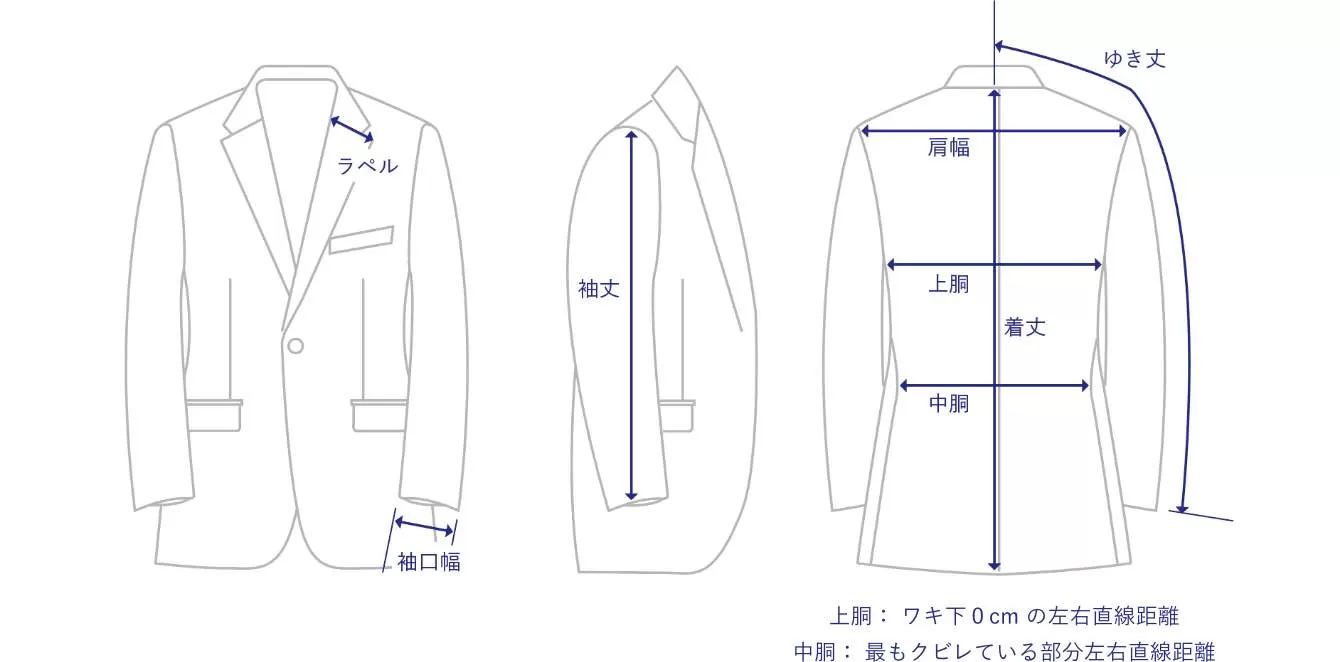 ラペル
袖口幅
袖丈
ゆき丈
肩幅
上胴
着丈
中胴
上胴： ワキ下0cm の左右直線距離
中胴： 最もクビレている部分左右直線距離